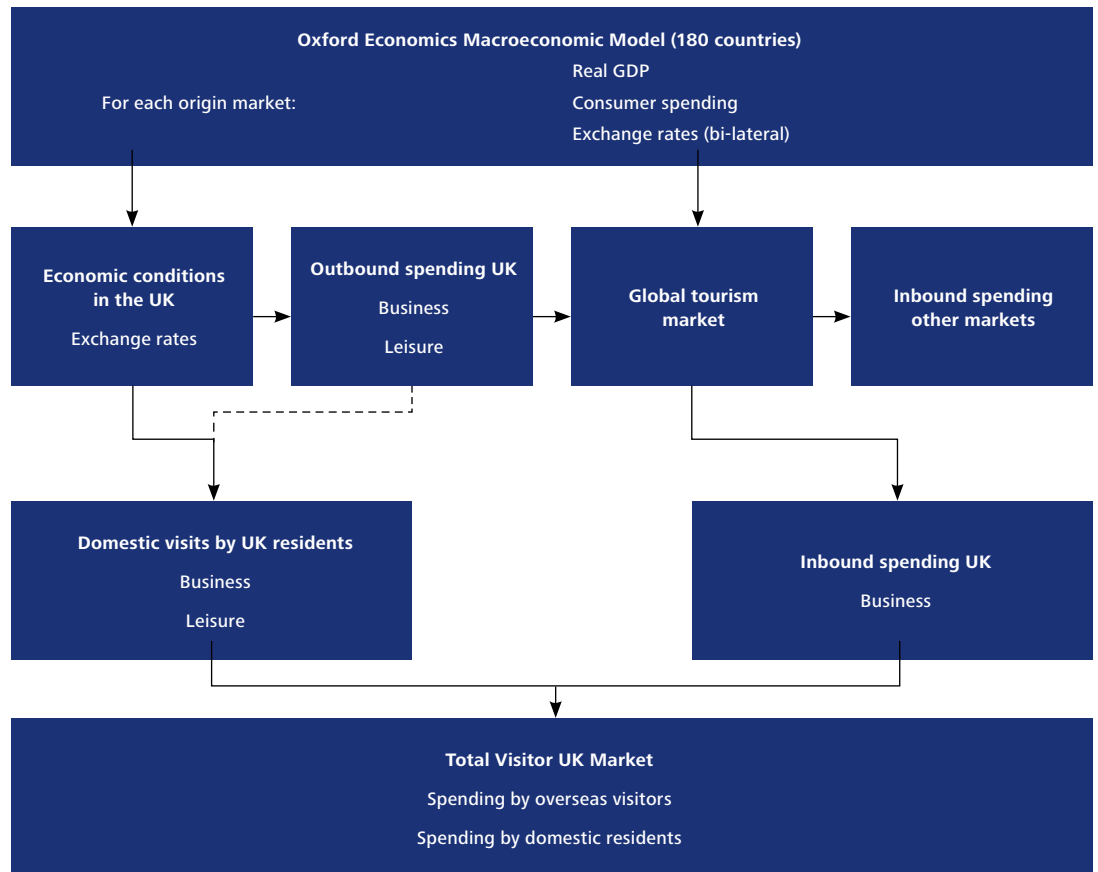 Oxford Economics Macroeconomic Model (180 countries)
For each origin market:
Real GDP
Consumer spending
Exchange rates (bi-lateral)
Economic conditions
in the UK
Exchange rates
Outbound spending UK
Business
Leisure
Global tourism
market
Inbound spending
other markets
Domestic visits by UK residents
Business
Leisure
Inbound spending UK
Business
Total Visitor UK Market
Spending by overseas visitors
Spending by domestic residents